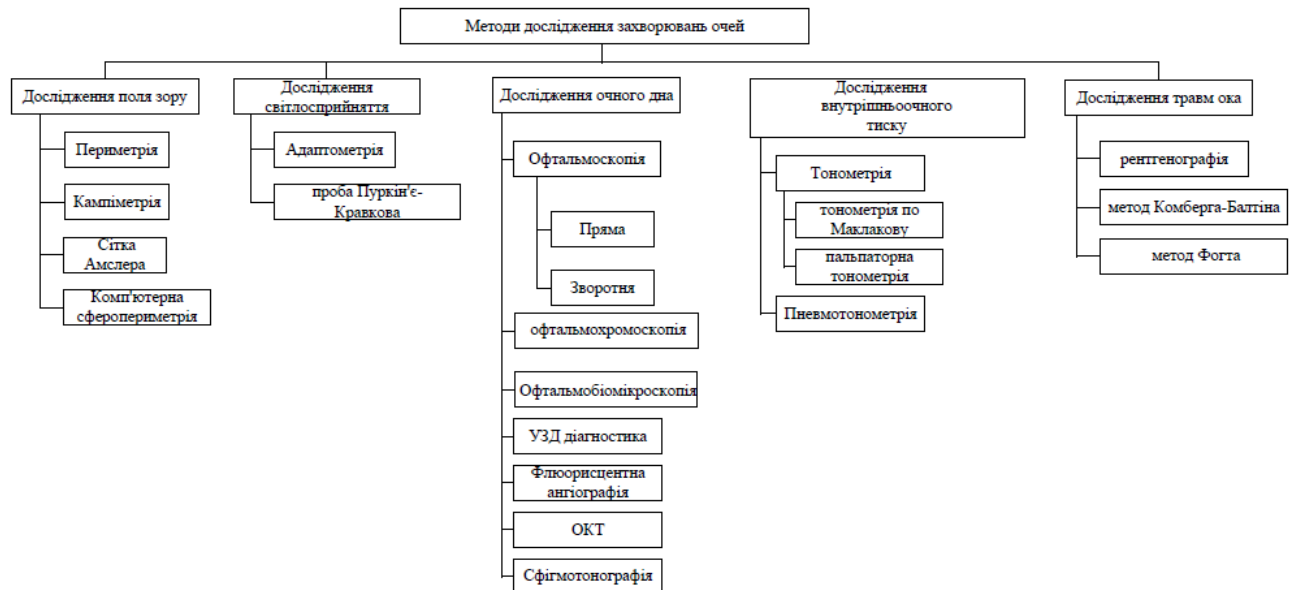 Методи дослідження захворювань очей
Дослідження поля зору
Периметрія
Кампіметрія
Сітка
Амслера
Комп'ютерна
сферопериметрія
Дослідження
світлосприйняття
Адаптометрія
проба Пуркін'є-
Кравкова
Дослідження очного дна
Офтальмоскопія
Пряма
Зворотня
офтальмохромоскопія
Офтальмобіомікроскопія
УЗД діагностика
Флюорисцентна
ангіографія
ОКТ
Сфігмотонографія
Дослідження
внутрішньоочного
тиску
Тонометрія
тонометрія по
Маклакову
пальпаторна
тонометрія
Пневмотонометрія
Дослідження травм ока
рентгенографія
метод Комберга-Балтіна
метод Фогта